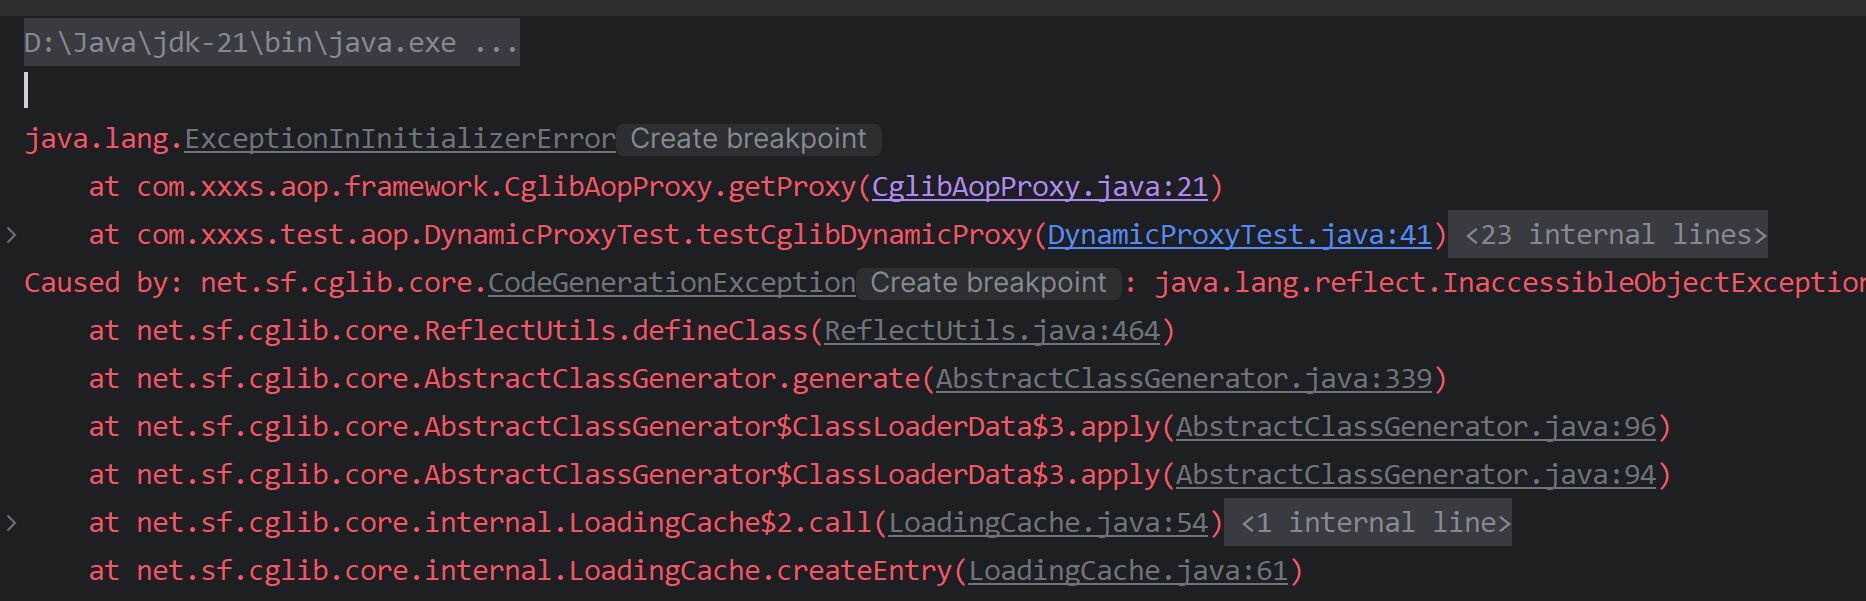 D:\Java\jdk-21\bin\java.exe ...
java.lang.ExceptionInInitializerError Create breakpoint
at com.xxxs.aop.framework.CglibAopProxy.getProxy(CglibAopProxy.java:21)
at com.xxxs.test.aop.DynamicProxyTest.testCglibDynamicProxy(DynamicProxyTest.java:41) <23 internal lines>
Caused by: net.sf.cglib.core.CodeGenerationException Create breakpoint : java.lang.reflect.InaccessibleObjectException
at net.sf.cglib.core.ReflectUtils.defineClass(ReflectUtils.java:464)
at net.sf.cglib.core.AbstractClassGenerator.generate(AbstractClassGenerator.java:339)
at net.sf.cglib.core.AbstractClassGenerator$ClassLoaderData$3.apply(AbstractClassGenerator.java:96)
at net.sf.cglib.core.AbstractClassGenerator$ClassLoaderData$3.apply(AbstractClassGenerator.java:94)
at net.sf.cglib.core.internal.LoadingCache$2.call(LoadingCache.java:54) <1 internal line>
at net.sf.cglib.core.internal.LoadingCache.createEntry(LoadingCache.java:61)